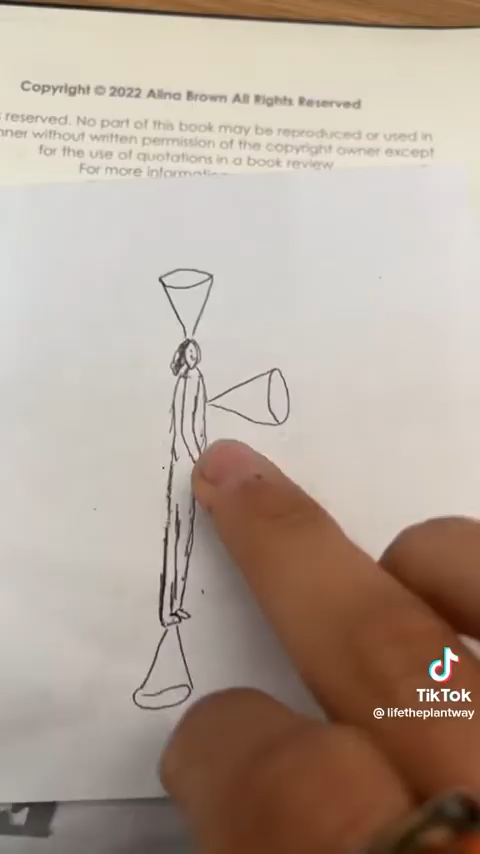 Copyright © 2022 Alina Brown All Rights Reserved
reserved. No part of this book may be reproduced or used in
without written permission of the copyright owner except
for the use of quotations in a book review
For more
TikTok
@lifetheplantway